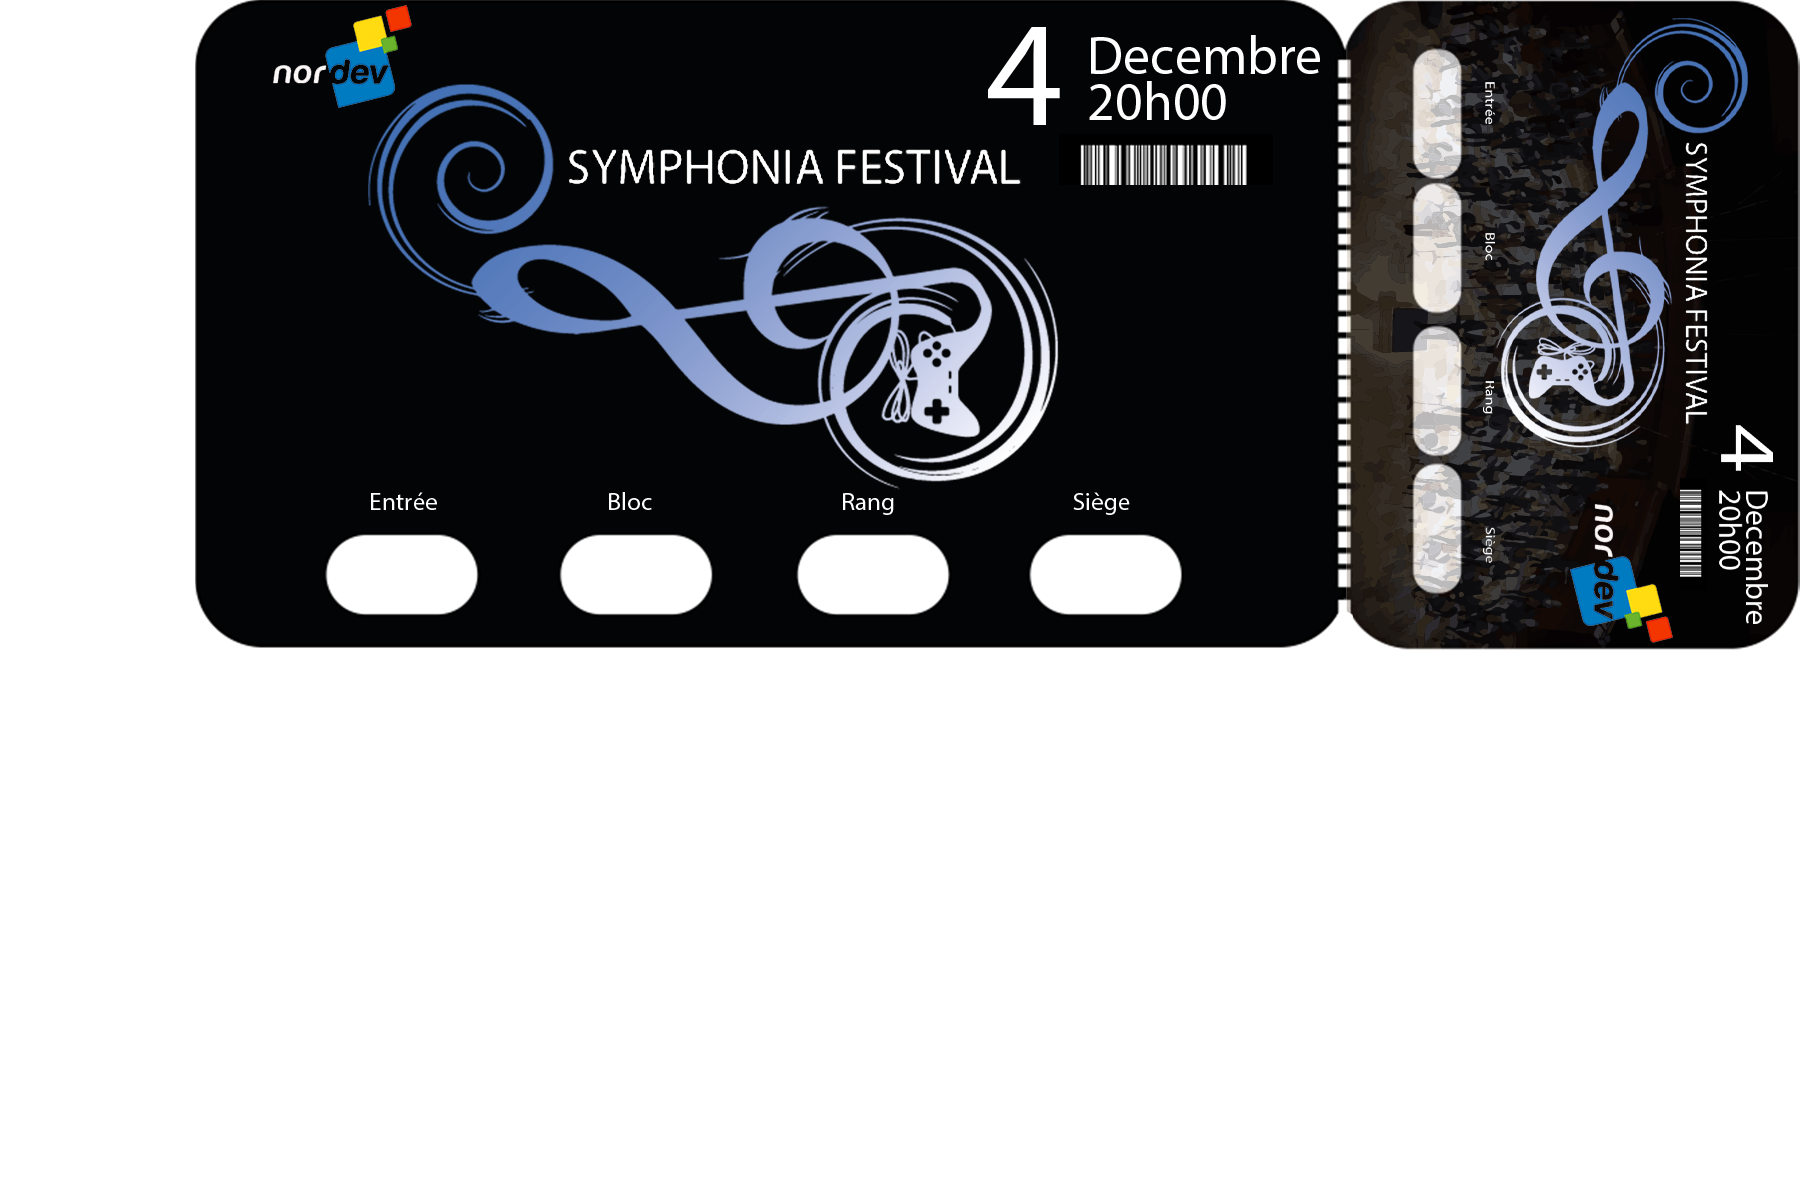 nordev
4 Decembre
20h00
SYMPHONIA FESTIVAL
Entrée Bloc Rang Siège
Entrée Bloc Rang Siège
nordev
SYMPHONIA FESTIVAL
4 Decembre
20h00